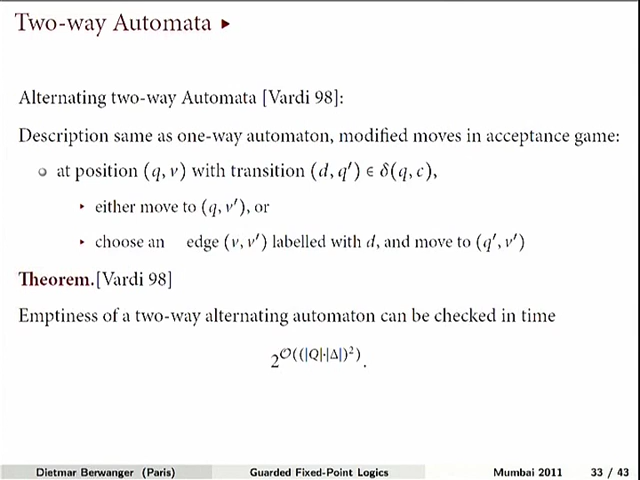 Two-way Automata ▸
Alternating two-way Automata [Vardi 98]:
Description same as one-way automaton, modified moves in acceptance game:
at position (q, v) with transition (d, q′) ∈ δ(q, c),
▸ either move to (q, v′), or
▸ choose an edge (v, v′) labelled with d, and move to (q′, v′)
Theorem.[Vardi 98]
Emptiness of a two-way alternating automaton can be checked in time
2^{𝒪((|Q|·|Δ|)²)}.
Dietmar Berwanger (Paris) Guarded Fixed-Point Logics Mumbai 2011 33 / 43